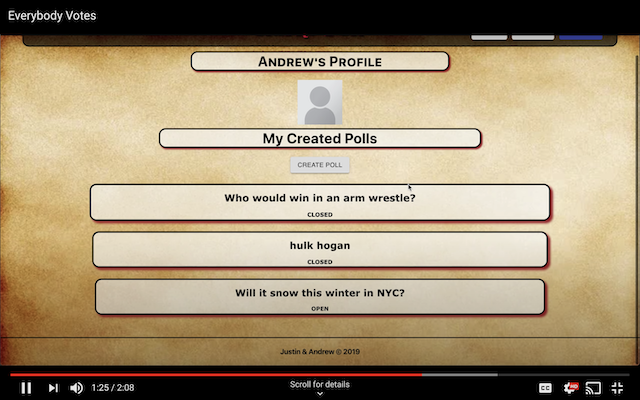 Everybody Votes
Andrew's Profile
My Created Polls
CREATE POLL
Who would win in an arm wrestle?
CLOSED
hulk hogan
CLOSED
Will it snow this winter in NYC?
OPEN
Justin & Andrew © 2019
1:25 / 2:08
Scroll for details
CC
HD